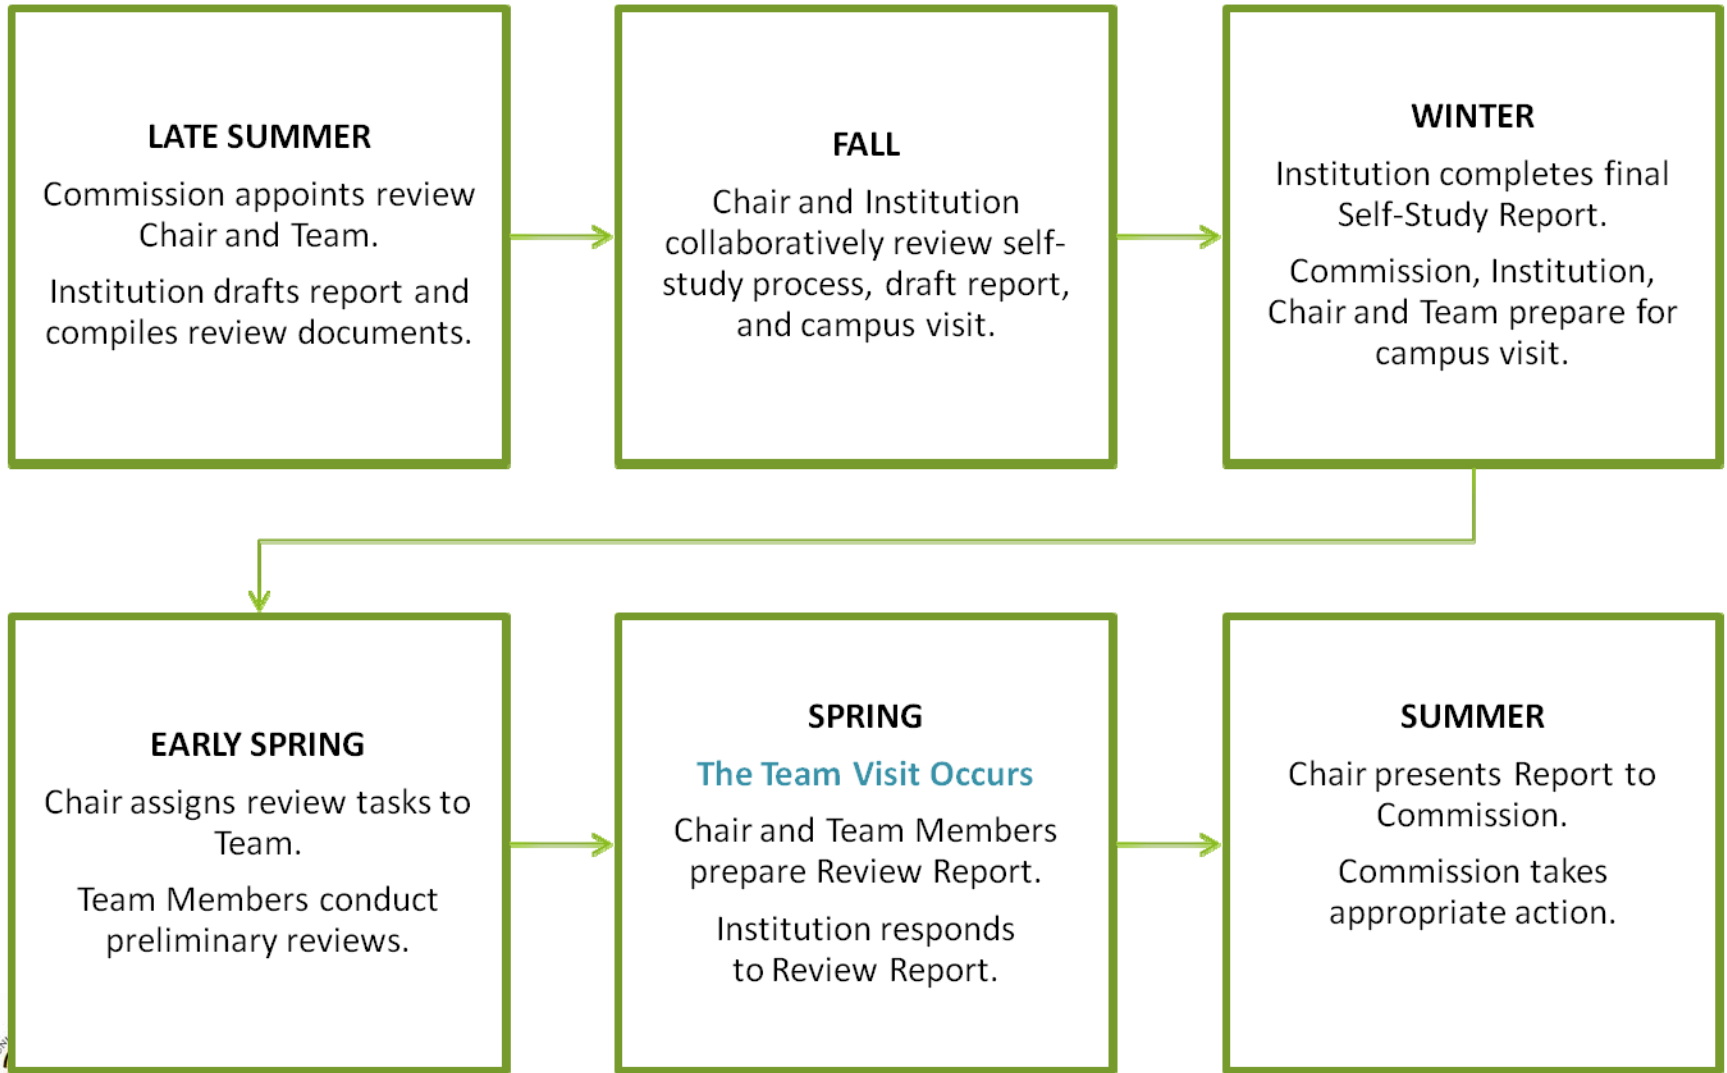 LATE SUMMER
Commission appoints review
Chair and Team.
Institution drafts report and
compiles review documents.
FALL
Chair and Institution
collaboratively review self-
study process, draft report,
and campus visit.
WINTER
Institution completes final
Self-Study Report.
Commission, Institution,
Chair and Team prepare for
campus visit.
EARLY SPRING
Chair assigns review tasks to
Team.
Team Members conduct
preliminary reviews.
SPRING
The Team Visit Occurs
Chair and Team Members
prepare Review Report.
Institution responds
to Review Report.
SUMMER
Chair presents Report to
Commission.
Commission takes
appropriate action.